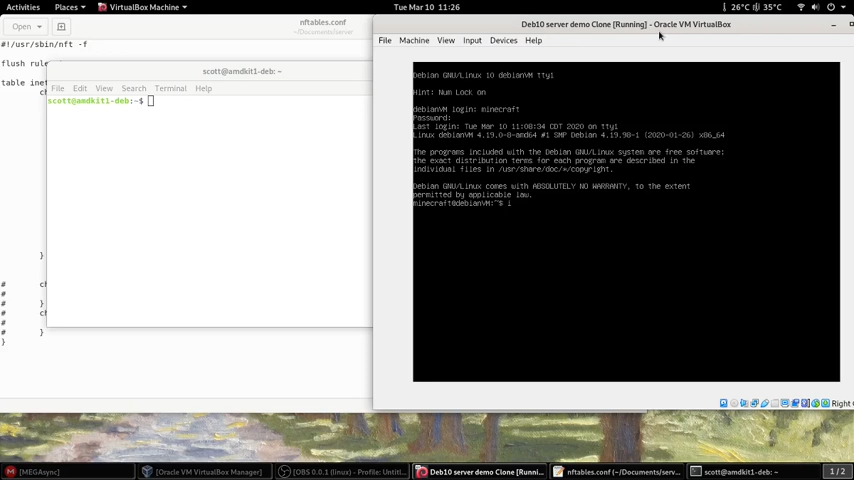 Activities Places VirtualBox Machine Tue Mar 10 11:26 26°C 35°C
Open
nftables.conf
~/Documents/server
#!/usr/sbin/nft -f
flush rule
table inet
ch
}
# ch
#
# }
# ch
#
# }
}
scott@amdkit1-deb: ~
File Edit View Search Terminal Help
scott@amdkit1-deb:~$
Deb10 server demo Clone [Running] - Oracle VM VirtualBox
File Machine View Input Devices Help
Debian GNU/Linux 10 debianVM tty1
Hint: Num Lock on
debianVM login: minecraft
Password:
Last login: Tue Mar 10 11:08:34 CDT 2020 on tty1
Linux debianVM 4.19.0-8-amd64 #1 SMP Debian 4.19.98-1 (2020-01-26) x86_64
The programs included with the Debian GNU/Linux system are free software;
the exact distribution terms for each program are described in the
individual files in /usr/share/doc/*/copyright.
Debian GNU/Linux comes with ABSOLUTELY NO WARRANTY, to the extent
permitted by applicable law.
minecraft@debianVM:~$ i
Right
[MEGAsync] [Oracle VM VirtualBox Manager] [OBS 0.0.1 (linux) - Profile: Untitl... Deb10 server demo Clone [Runnin... nftables.conf (~/Documents/serv... scott@amdkit1-deb: ~ 1 / 2